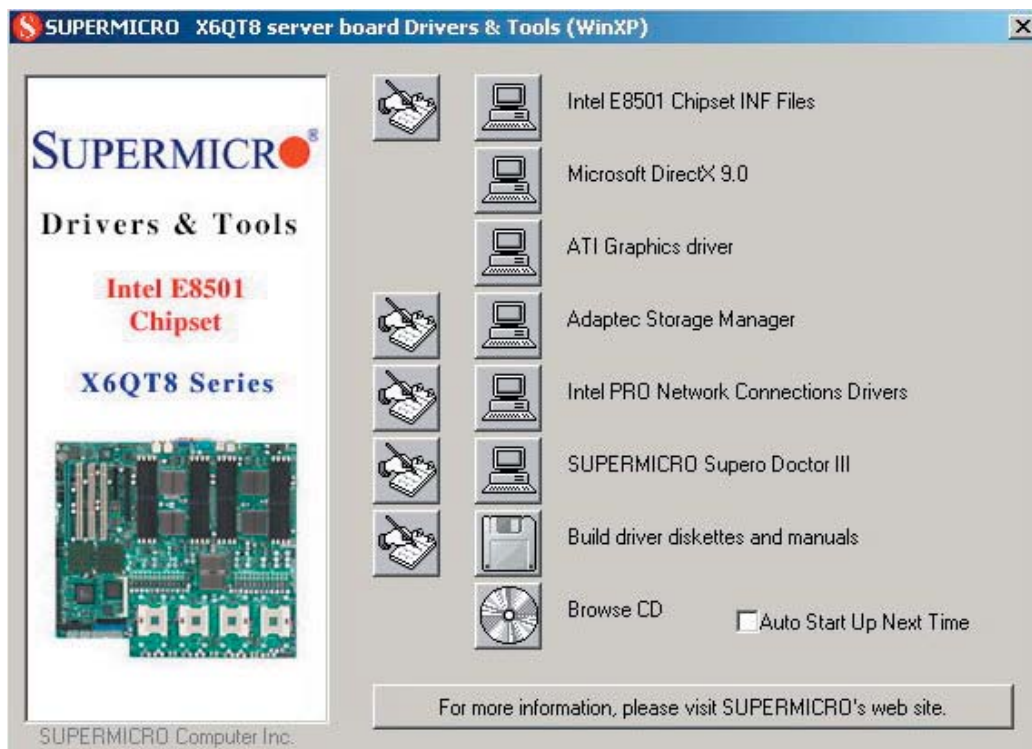 SUPERMICRO X6QT8 server board Drivers & Tools (WinXP)
SUPERMICRO®
Drivers & Tools
Intel E8501
Chipset
X6QT8 Series
SUPERMICRO Computer Inc.
Intel E8501 Chipset INF Files
Microsoft DirectX 9.0
ATI Graphics driver
Adaptec Storage Manager
Intel PRO Network Connections Drivers
SUPERMICRO Supero Doctor III
Build driver diskettes and manuals
Browse CD
Auto Start Up Next Time
For more information, please visit SUPERMICRO's web site.